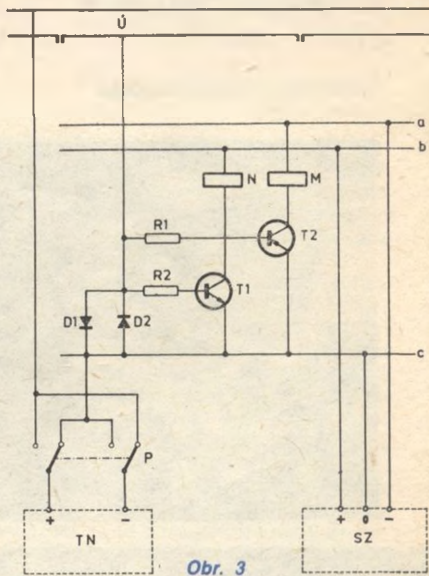 Ú
a
b
N M
R1
T2
R2
T1
D1 D2
c
P
+ − + 0 −
TN SZ
Obr. 3